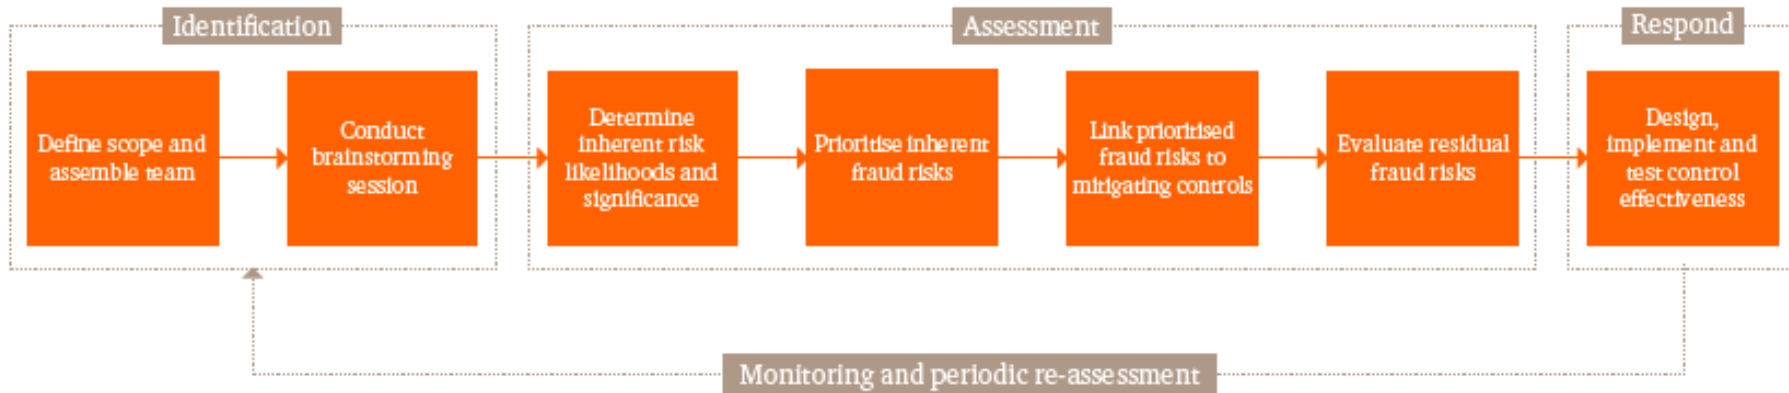 Identification
Assessment
Respond
Define scope and
assemble team
Conduct
brainstorming
session
Determine
inherent risk
likelihoods and
significance
Prioritise inherent
fraud risks
Link prioritised
fraud risks to
mitigating controls
Evaluate residual
fraud risks
Design,
implement and
test control
effectiveness
Monitoring and periodic re-assessment